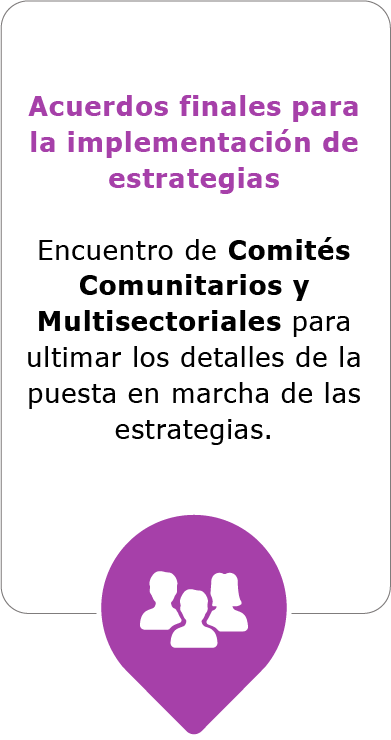 Acuerdos finales para
la implementación de
estrategias
Encuentro de Comités
Comunitarios y
Multisectoriales para
ultimar los detalles de la
puesta en marcha de las
estrategias.